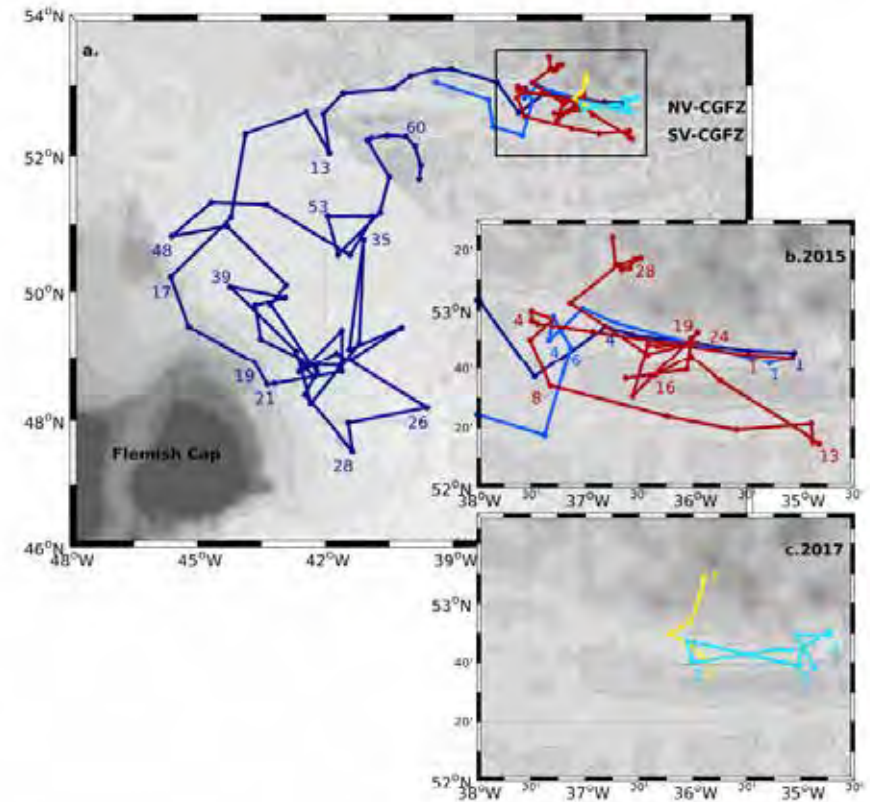 54°N
a.
60
NV-CGFZ
SV-CGFZ
52°N
13
53
35
48
20'
b.2015
28
17
39
50°N
53°N
4
19
24
4
4
6
1
1
1
40'
16
19
8
21
48°N
26
20'
13
28
Flemish Cap
52°N
38°W
30'
37°W
30'
36°W
30'
35°W
30'
46°N
48°W
45°W
42°W
39°W
c.2017
53°N
40'
20'
52°N
38°W
30'
37°W
30'
36°W
30'
35°W
30'